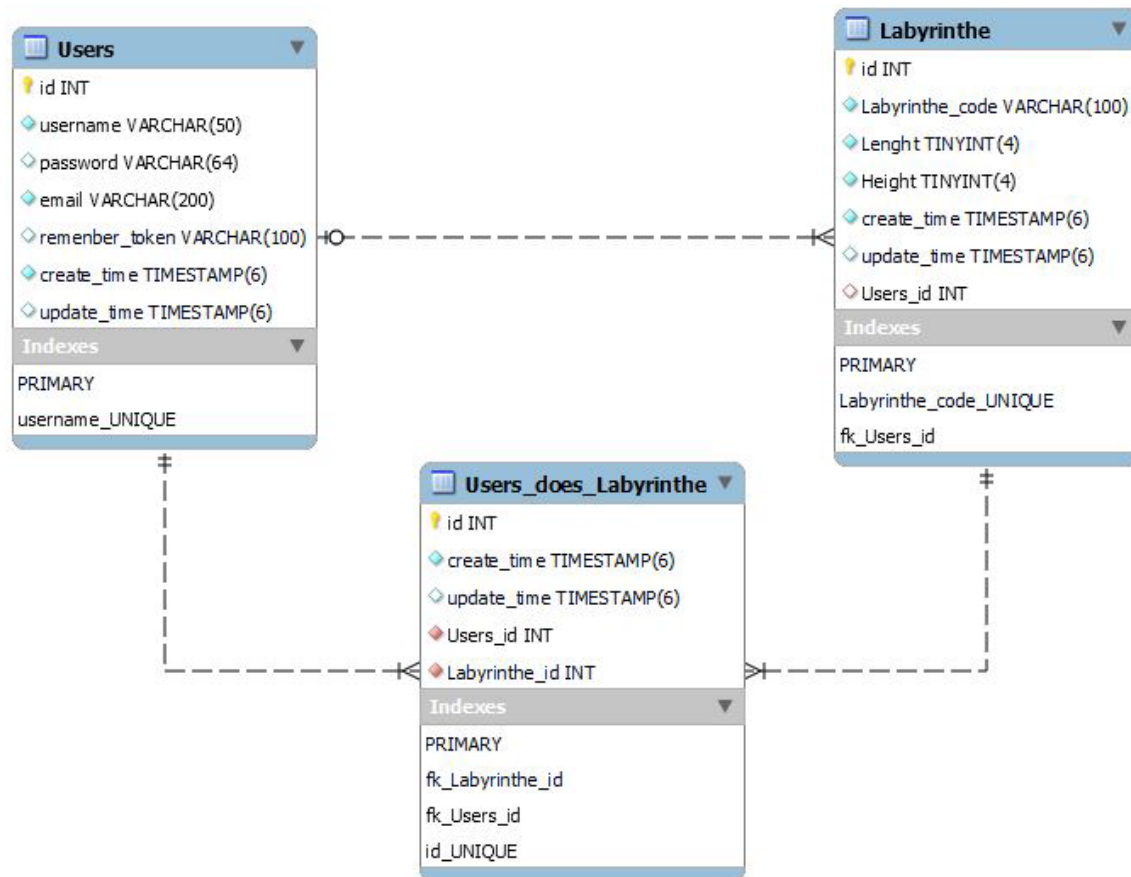 Users
id INT
username VARCHAR(50)
password VARCHAR(64)
email VARCHAR(200)
remenber_token VARCHAR(100)
create_time TIMESTAMP(6)
update_time TIMESTAMP(6)
Indexes
PRIMARY
username_UNIQUE
Labyrinthe
id INT
Labyrinthe_code VARCHAR(100)
Lenght TINYINT(4)
Height TINYINT(4)
create_time TIMESTAMP(6)
update_time TIMESTAMP(6)
Users_id INT
Indexes
PRIMARY
Labyrinthe_code_UNIQUE
fk_Users_id
Users_does_Labyrinthe
id INT
create_time TIMESTAMP(6)
update_time TIMESTAMP(6)
Users_id INT
Labyrinthe_id INT
Indexes
PRIMARY
fk_Labyrinthe_id
fk_Users_id
id_UNIQUE